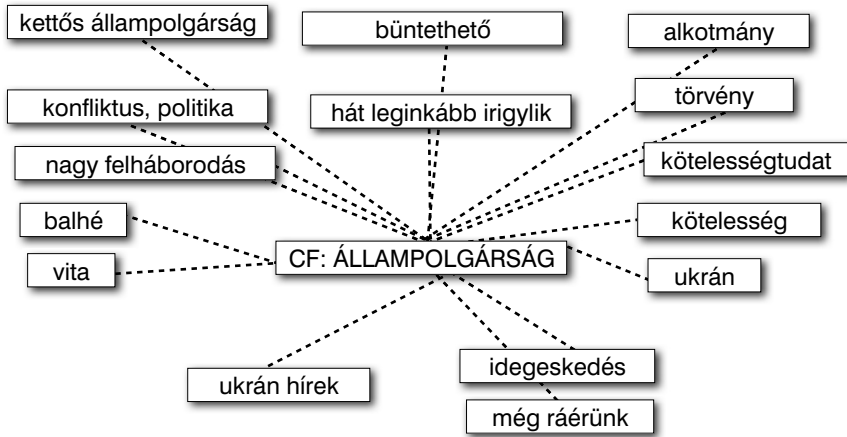 kettős állampolgárság
büntethető
alkotmány
konfliktus, politika
hát leginkább irigylik
törvény
nagy felháborodás
kötelességtudat
balhé
kötelesség
CF: ÁLLAMPOLGÁRSÁG
vita
ukrán
ukrán hírek
idegeskedés
még ráérünk